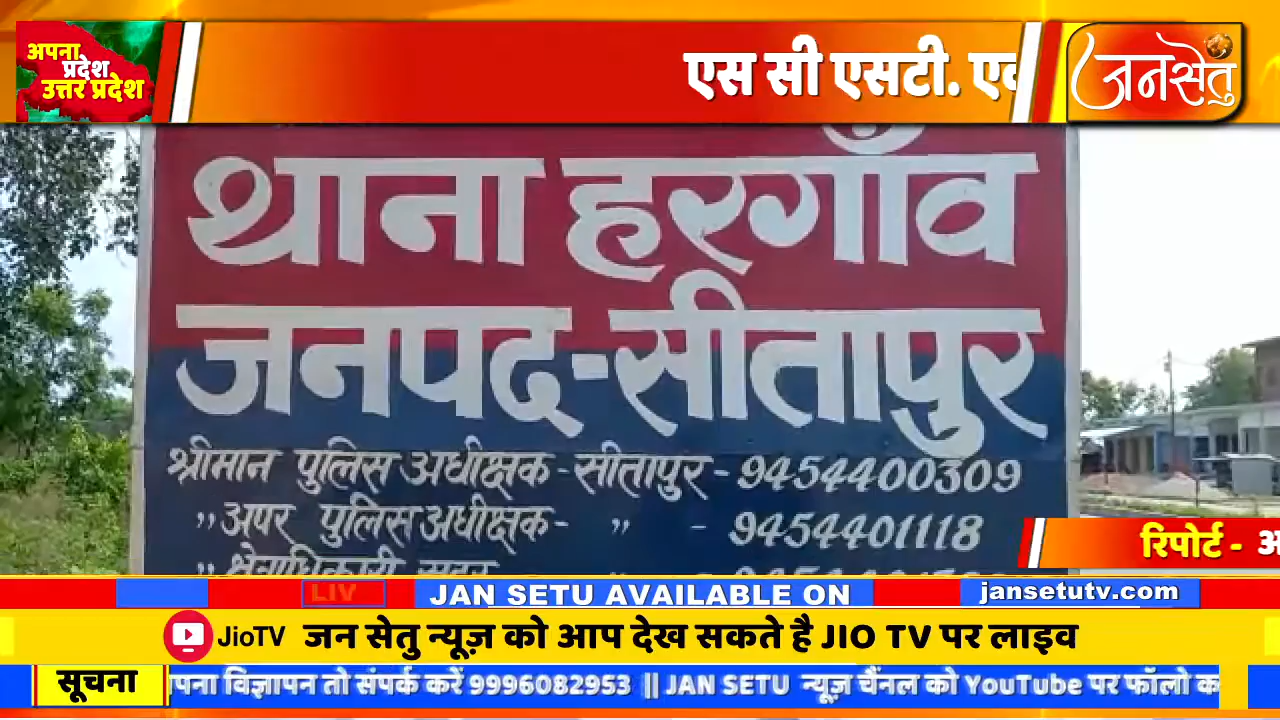 अपना
प्रदेश
उत्तर प्रदेश
एस सी एसटी.
जनसेतु
थाना हरगाँव
जनपद-सीतापुर
श्रीमान पुलिस अधीक्षक - सीतापुर - 9454400309
,, अपर पुलिस अधीक्षक - ,, - 9454401118
,, क्षेत्राधिकारी सदर
रिपोर्ट -
LIV
JAN SETU AVAILABLE ON
jansetutv.com
JioTV जन सेतु न्यूज़ को आप देख सकते है JIO TV पर लाइव
सूचना
विज्ञापन तो संपर्क करें 9996082953 || JAN SETU न्यूज़ चैंनल को YouTube पर फॉलो